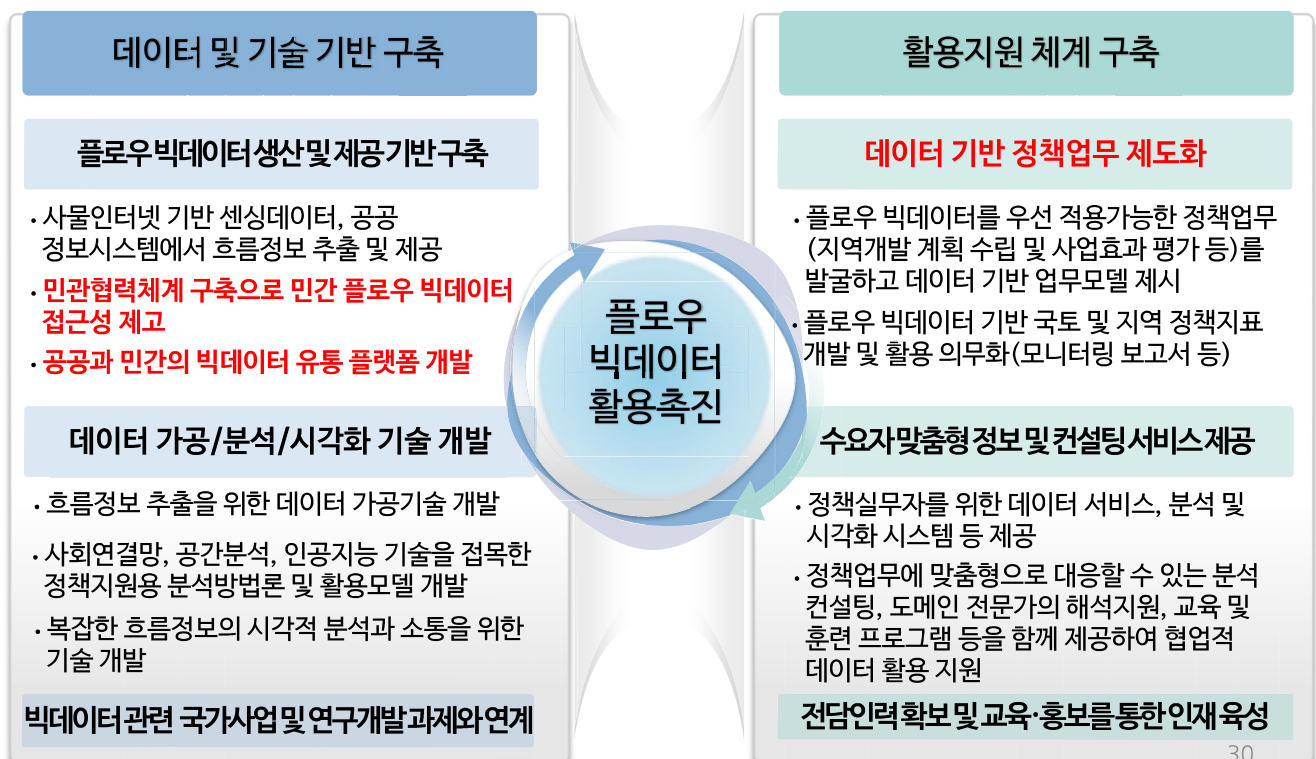 데이터 및 기술 기반 구축
플로우 빅데이터 생산 및 제공 기반 구축
· 사물인터넷 기반 센싱데이터, 공공
정보시스템에서 흐름정보 추출 및 제공
· 민관협력체계 구축으로 민간 플로우 빅데이터
접근성 제고
· 공공과 민간의 빅데이터 유통 플랫폼 개발
데이터 가공/분석/시각화 기술 개발
· 흐름정보 추출을 위한 데이터 가공기술 개발
· 사회연결망, 공간분석, 인공지능 기술을 접목한
정책지원용 분석방법론 및 활용모델 개발
· 복잡한 흐름정보의 시각적 분석과 소통을 위한
기술 개발
빅데이터 관련 국가사업 및 연구개발 과제와 연계
플로우
빅데이터
활용촉진
활용지원 체계 구축
데이터 기반 정책업무 제도화
· 플로우 빅데이터를 우선 적용가능한 정책업무
(지역개발 계획 수립 및 사업효과 평가 등)를
발굴하고 데이터 기반 업무모델 제시
· 플로우 빅데이터 기반 국토 및 지역 정책지표
개발 및 활용 의무화(모니터링 보고서 등)
수요자 맞춤형 정보 및 컨설팅 서비스 제공
· 정책실무자를 위한 데이터 서비스, 분석 및
시각화 시스템 등 제공
· 정책업무에 맞춤형으로 대응할 수 있는 분석
컨설팅, 도메인 전문가의 해석지원, 교육 및
훈련 프로그램 등을 함께 제공하여 협업적
데이터 활용 지원
전담인력 확보 및 교육·홍보를 통한 인재 육성
30